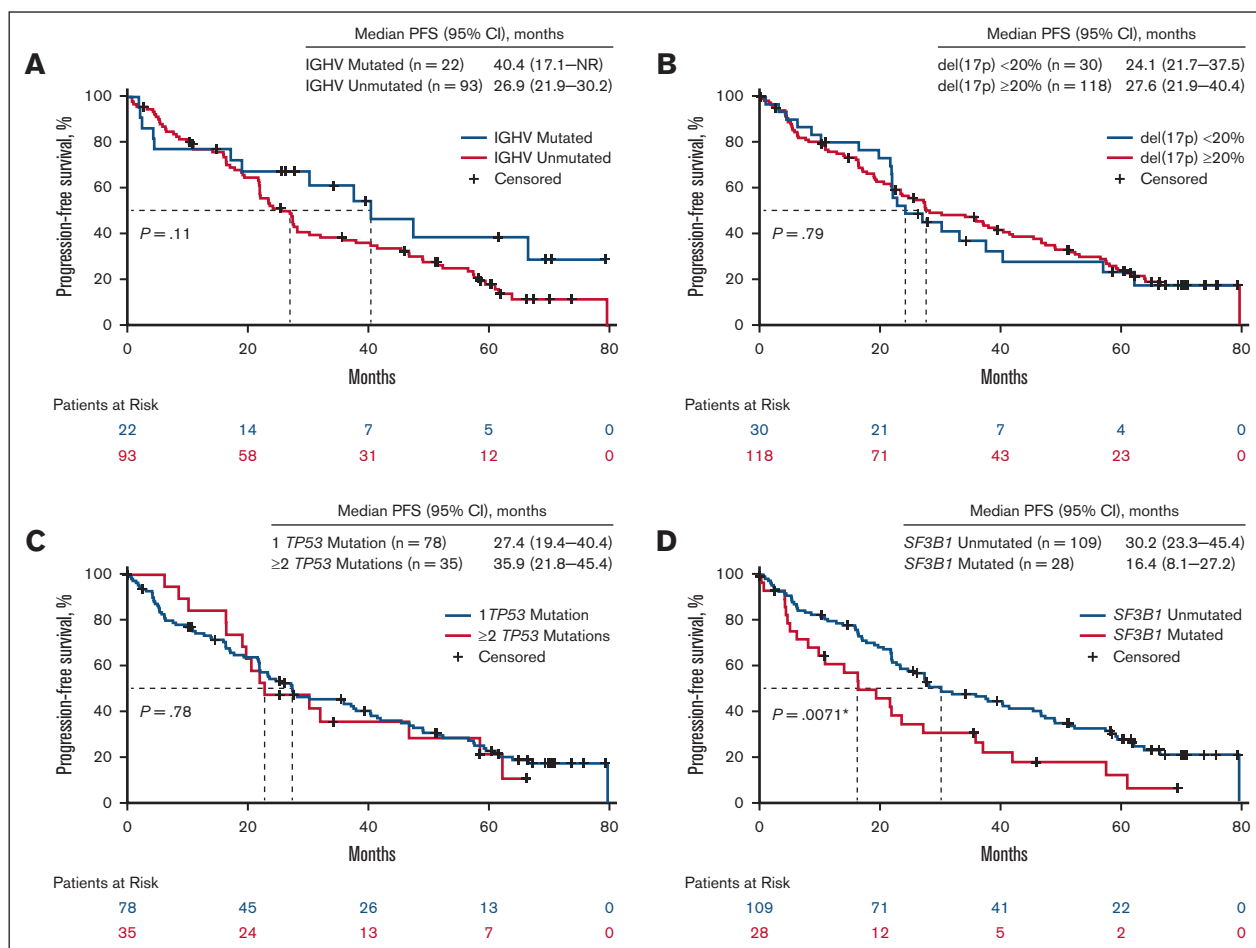 A
Median PFS (95% CI), months
IGHV Mutated (n = 22) 40.4 (17.1–NR)
IGHV Unmutated (n = 93) 26.9 (21.9–30.2)
Progression-free survival, %
100
80
60
40
20
0
IGHV Mutated
IGHV Unmutated
Censored
P = .11
0 20 40 60 80
Months
Patients at Risk
22 14 7 5 0
93 58 31 12 0
B
Median PFS (95% CI), months
del(17p) <20% (n = 30) 24.1 (21.7–37.5)
del(17p) ≥20% (n = 118) 27.6 (21.9–40.4)
Progression-free survival, %
100
80
60
40
20
0
del(17p) <20%
del(17p) ≥20%
Censored
P = .79
0 20 40 60 80
Months
Patients at Risk
30 21 7 4 0
118 71 43 23 0
C
Median PFS (95% CI), months
1 TP53 Mutation (n = 78) 27.4 (19.4–40.4)
≥2 TP53 Mutations (n = 35) 35.9 (21.8–45.4)
Progression-free survival, %
100
80
60
40
20
0
1 TP53 Mutation
≥2 TP53 Mutations
Censored
P = .78
0 20 40 60 80
Months
Patients at Risk
78 45 26 13 0
35 24 13 7 0
D
Median PFS (95% CI), months
SF3B1 Unmutated (n = 109) 30.2 (23.3–45.4)
SF3B1 Mutated (n = 28) 16.4 (8.1–27.2)
Progression-free survival, %
100
80
60
40
20
0
SF3B1 Unmutated
SF3B1 Mutated
Censored
P = .0071*
0 20 40 60 80
Months
Patients at Risk
109 71 41 22 0
28 12 5 2 0